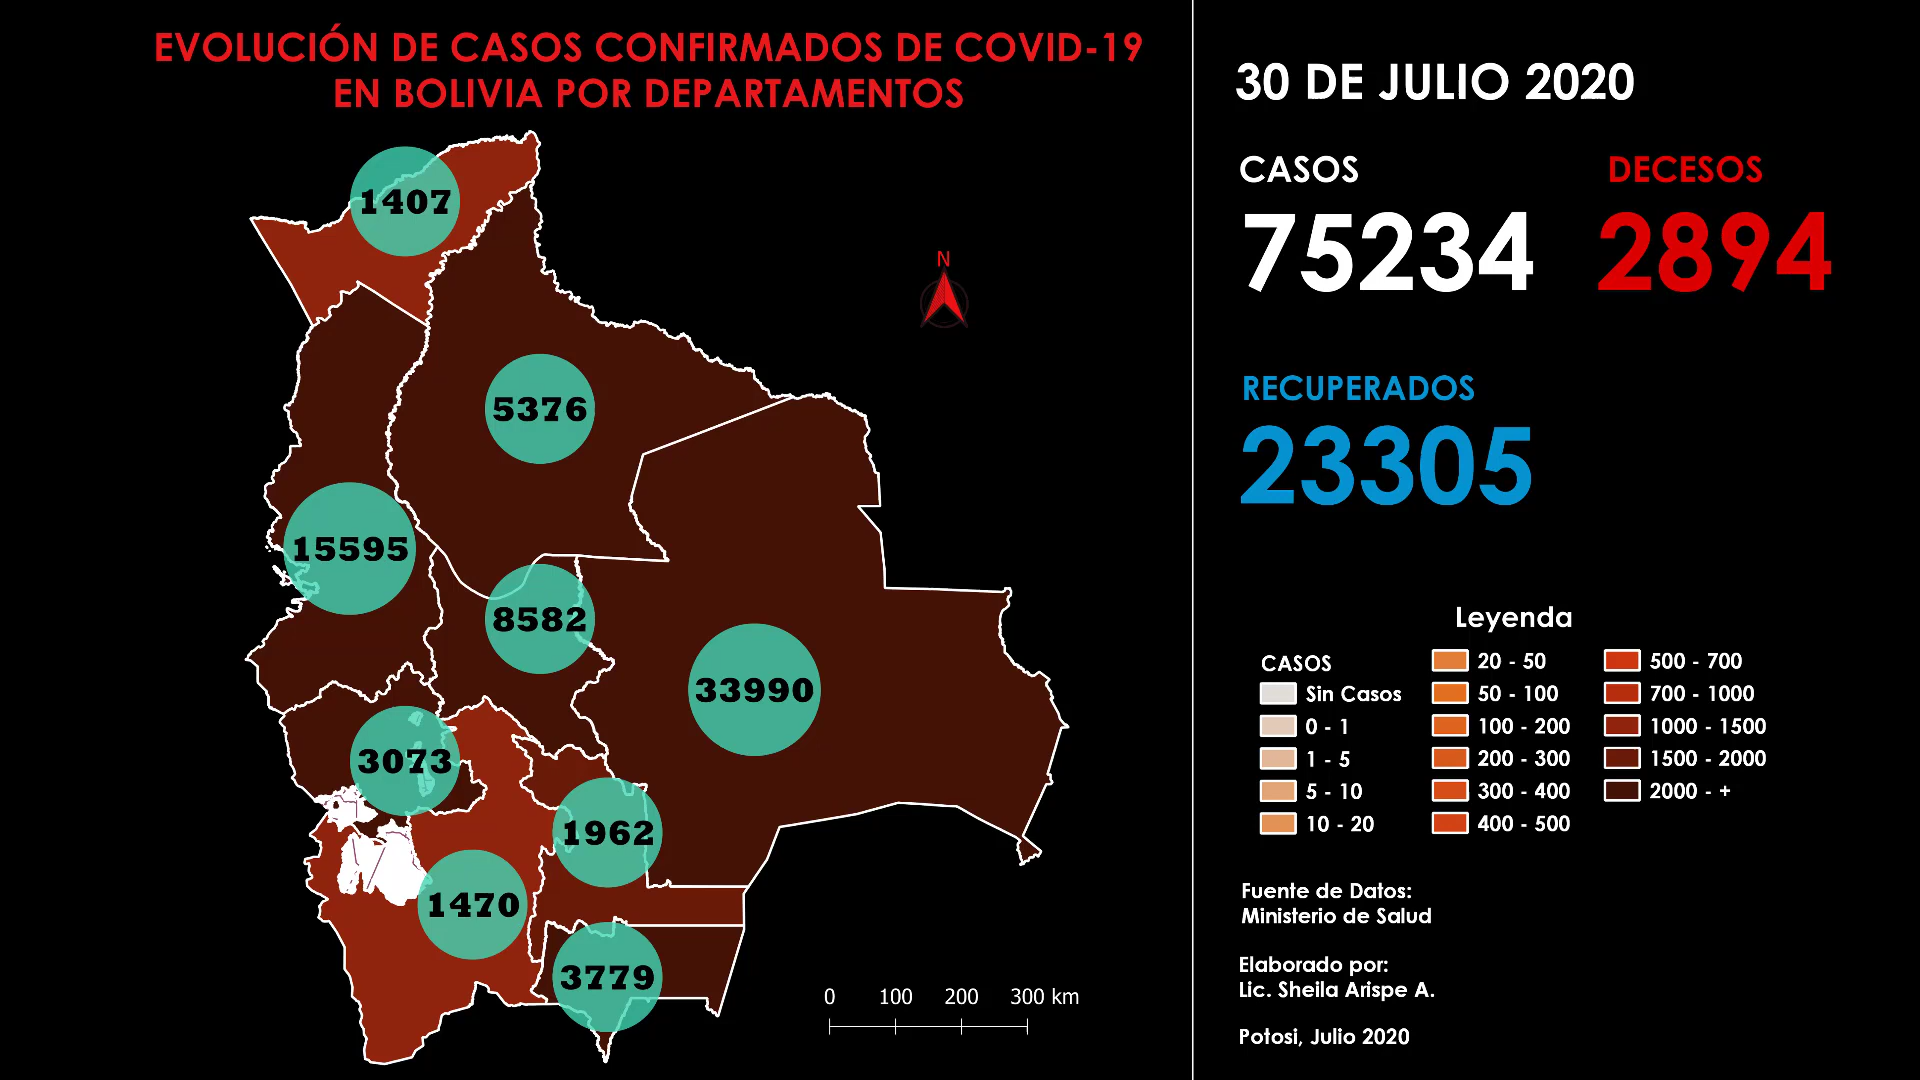 EVOLUCIÓN DE CASOS CONFIRMADOS DE COVID-19
EN BOLIVIA POR DEPARTAMENTOS
1407
5376
15595
8582
33990
3073
1962
1470
3779
N
0 100 200 300 km
30 DE JULIO 2020
CASOS
75234
DECESOS
2894
RECUPERADOS
23305
Leyenda
CASOS
Sin Casos
0 - 1
1 - 5
5 - 10
10 - 20
20 - 50
50 - 100
100 - 200
200 - 300
300 - 400
400 - 500
500 - 700
700 - 1000
1000 - 1500
1500 - 2000
2000 - +
Fuente de Datos:
Ministerio de Salud
Elaborado por:
Lic. Sheila Arispe A.
Potosi, Julio 2020